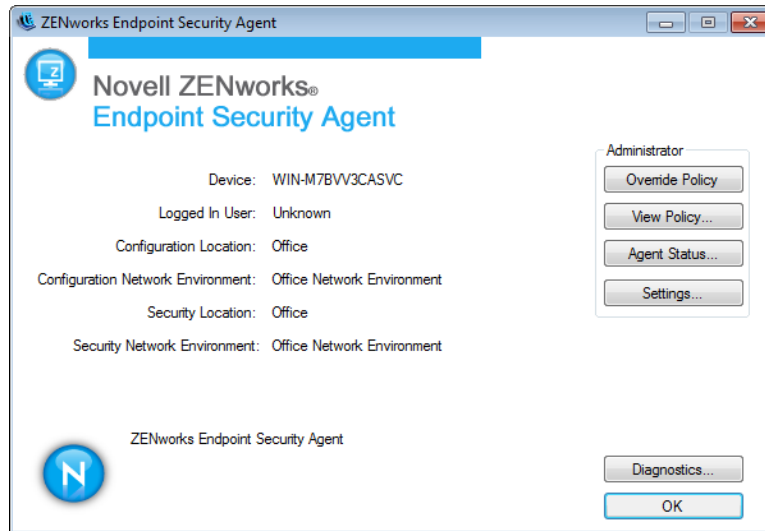 ZENworks Endpoint Security Agent
Z
Novell ZENworks®
Endpoint Security Agent
Administrator
Device: WIN-M7BVV3CASVC
Override Policy
Logged In User: Unknown
View Policy...
Configuration Location: Office
Agent Status...
Configuration Network Environment: Office Network Environment
Settings...
Security Location: Office
Security Network Environment: Office Network Environment
ZENworks Endpoint Security Agent
N
Diagnostics...
OK